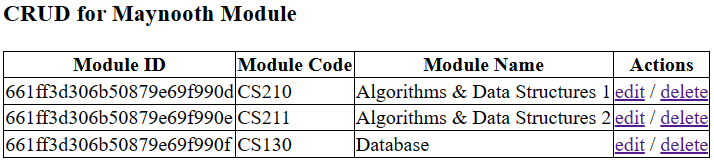 CRUD for Maynooth Module
Module ID Module Code Module Name Actions
661ff3d306b50879e69f990d CS210 Algorithms & Data Structures 1 edit / delete
661ff3d306b50879e69f990e CS211 Algorithms & Data Structures 2 edit / delete
661ff3d306b50879e69f990f CS130 Database edit / delete